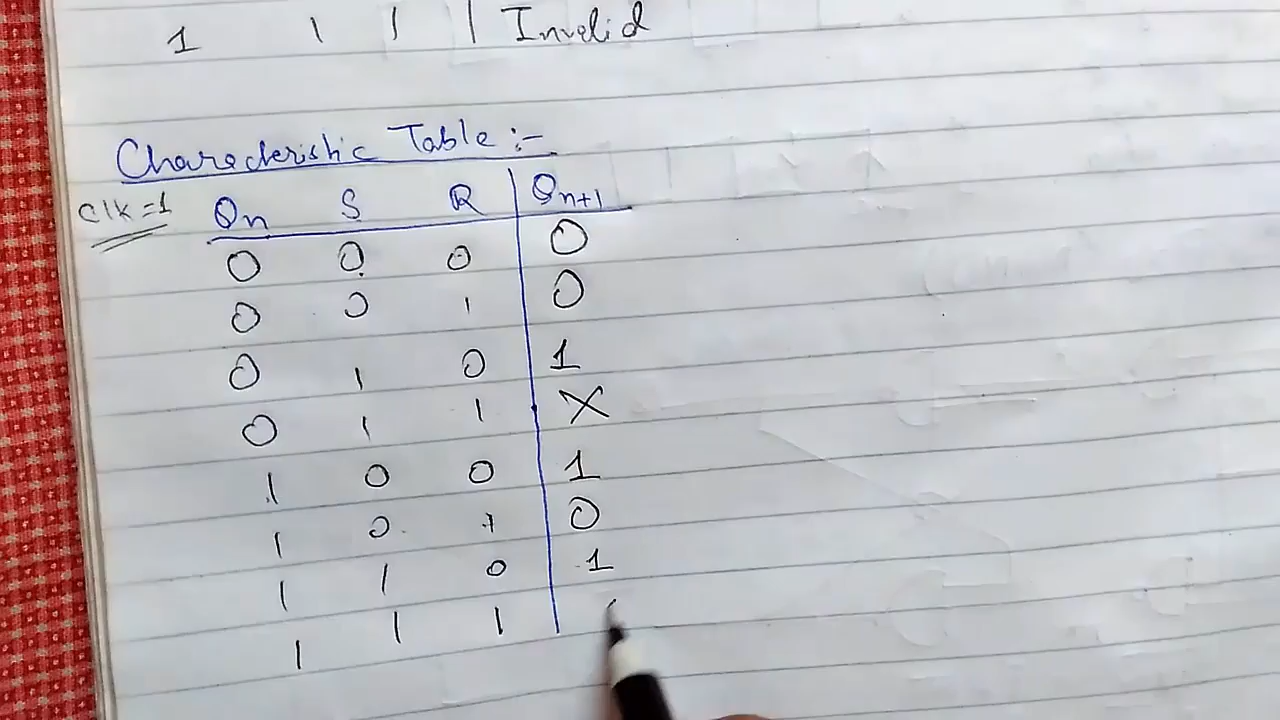 1 1 1 1 Invalid
Charecteristic Table :-
Clk=1 Qn S R Qn+1
0 0 0 0
0 0 1 0
0 1 0 1
0 1 1 X
1 0 0 1
1 0 1 0
1 1 0 1
1 1 1